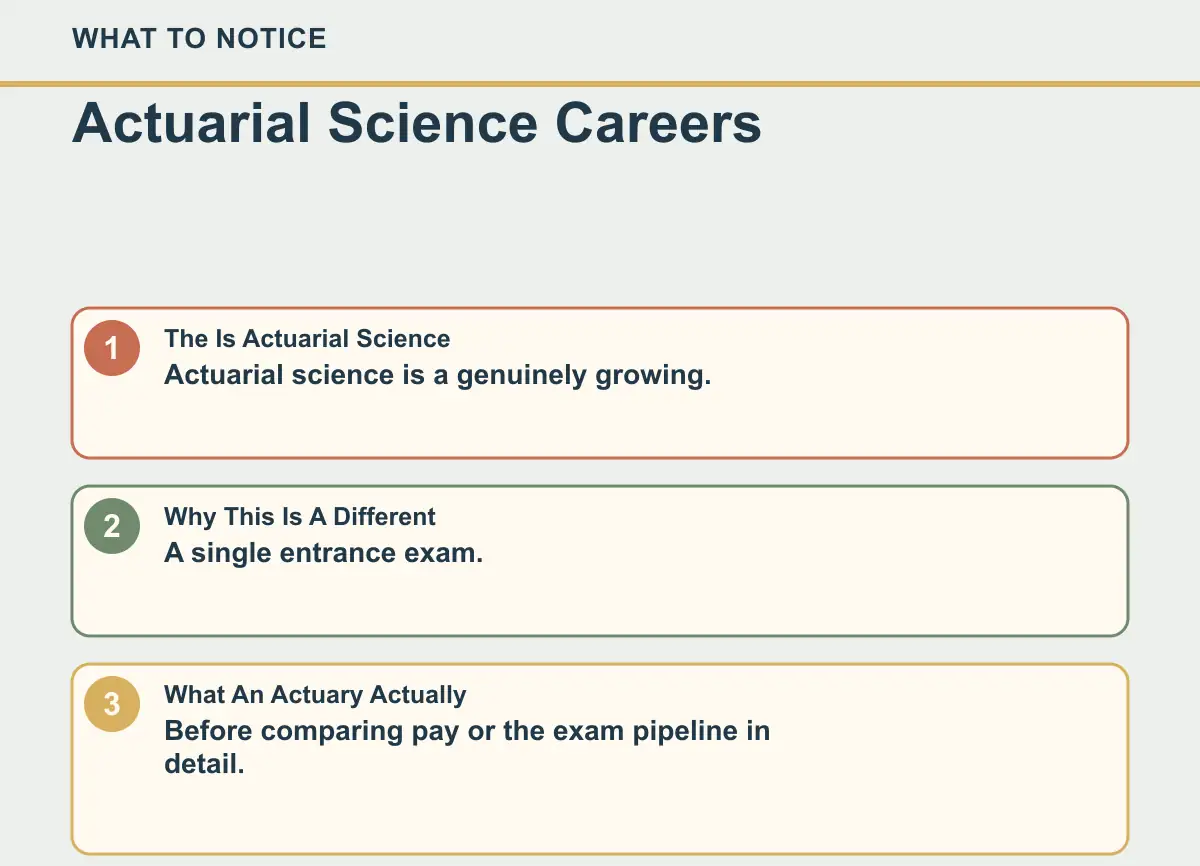 WHAT TO NOTICE
Actuarial Science Careers
1
The Is Actuarial Science
Actuarial science is a genuinely growing.
2
Why This Is A Different
A single entrance exam.
3
What An Actuary Actually
Before comparing pay or the exam pipeline in
detail.